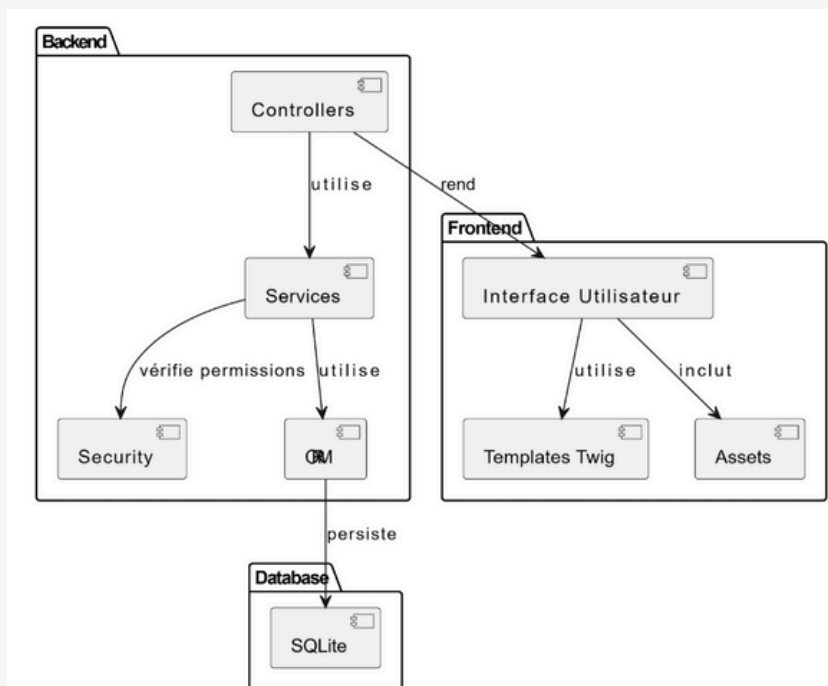 Backend
Controllers
utilise
rend
Frontend
Services
Interface Utilisateur
vérifie permissions
utilise
utilise
inclut
Security
ORM
Templates Twig
Assets
persiste
Database
SQLite